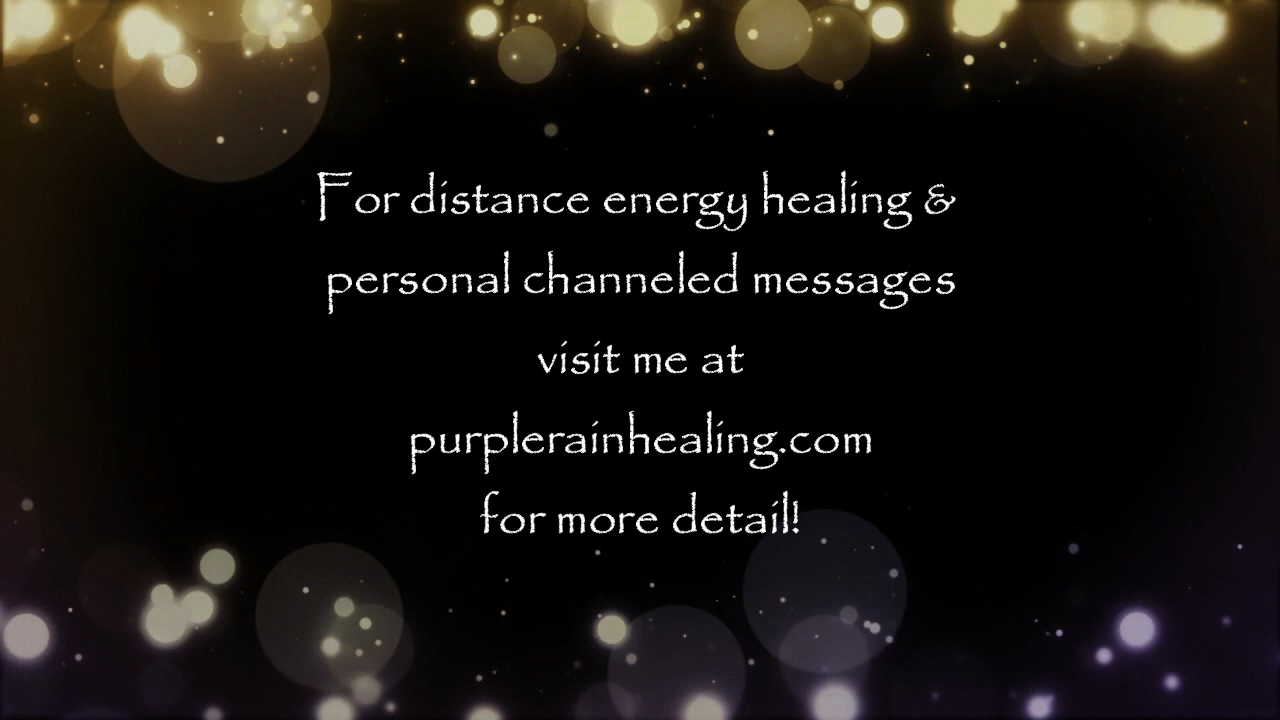 For distance energy healing &
personal channeled messages
visit me at
purplerainhealing.com
for more detail!